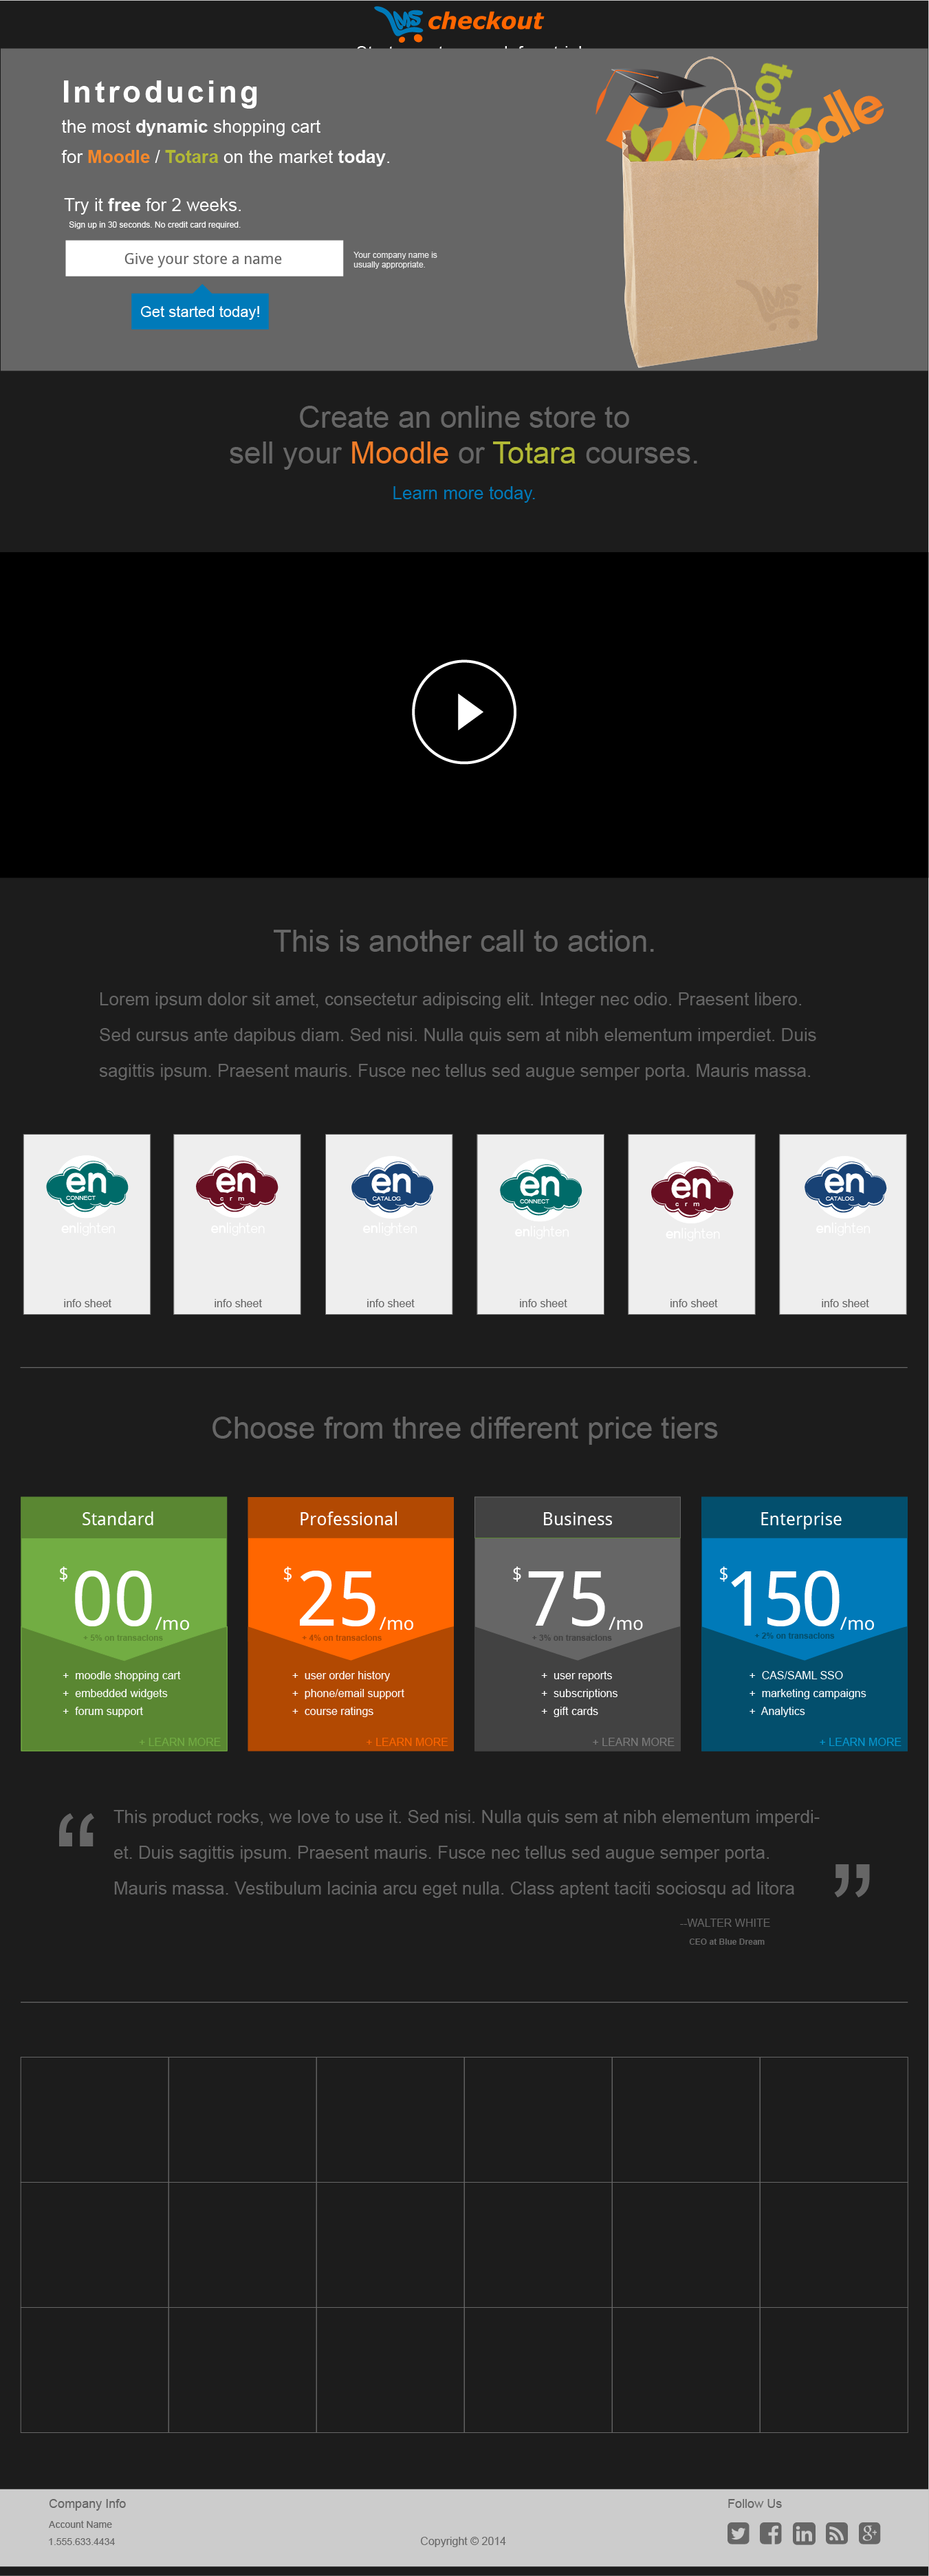 LMS checkout
Introducing
the most dynamic shopping cart
for Moodle / Totara on the market today.
Try it free for 2 weeks.
Sign up in 30 seconds. No credit card required.
Give your store a name
Your company name is
usually appropriate.
Get started today!
totara
m
moodle
LMS
Create an online store to
sell your Moodle or Totara courses.
Learn more today.
This is another call to action.
Lorem ipsum dolor sit amet, consectetur adipiscing elit. Integer nec odio. Praesent libero.
Sed cursus ante dapibus diam. Sed nisi. Nulla quis sem at nibh elementum imperdiet. Duis
sagittis ipsum. Praesent mauris. Fusce nec tellus sed augue semper porta. Mauris massa.
en
CONNECT
enlighten
info sheet
en
crm
enlighten
info sheet
en
CATALOG
enlighten
info sheet
en
CONNECT
enlighten
info sheet
en
crm
enlighten
info sheet
en
CATALOG
enlighten
info sheet
Choose from three different price tiers
Standard
$00/mo
+ 5% on transacions
+ moodle shopping cart
+ embedded widgets
+ forum support
+ LEARN MORE
Professional
$25/mo
+ 4% on transacions
+ user order history
+ phone/email support
+ course ratings
+ LEARN MORE
Business
$75/mo
+ 3% on transacions
+ user reports
+ subscriptions
+ gift cards
+ LEARN MORE
Enterprise
$150/mo
+ 2% on transacions
+ CAS/SAML SSO
+ marketing campaigns
+ Analytics
+ LEARN MORE
“ This product rocks, we love to use it. Sed nisi. Nulla quis sem at nibh elementum imperdi-
et. Duis sagittis ipsum. Praesent mauris. Fusce nec tellus sed augue semper porta.
Mauris massa. Vestibulum lacinia arcu eget nulla. Class aptent taciti sociosqu ad litora ”
--WALTER WHITE
CEO at Blue Dream
Company Info
Account Name
1.555.633.4434
Copyright © 2014
Follow Us